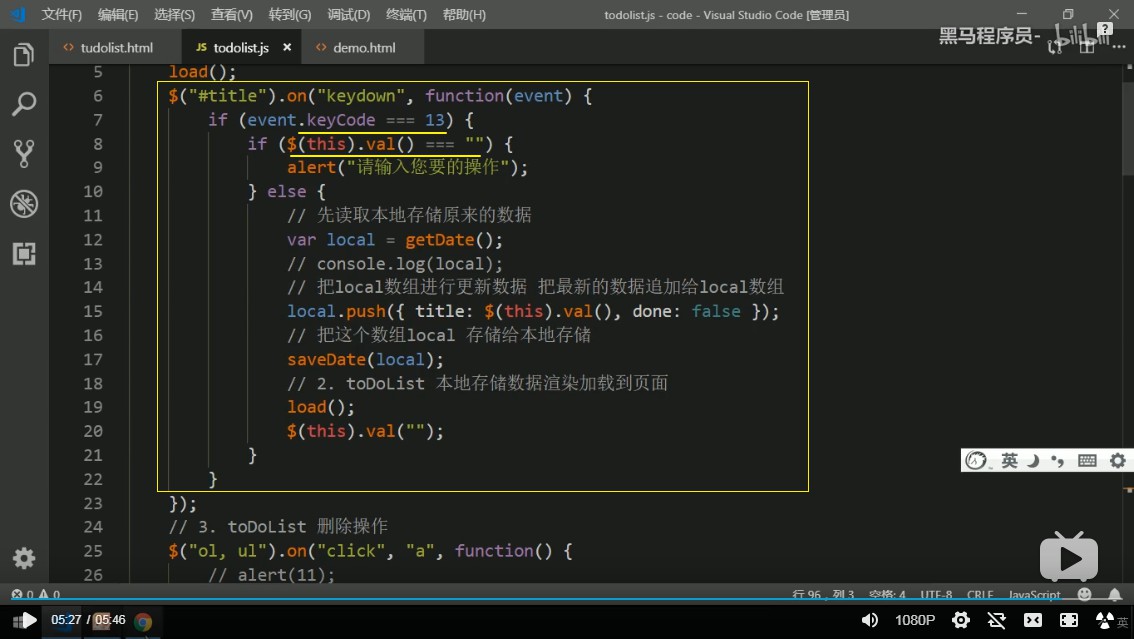 文件(F) 编辑(E) 选择(S) 查看(V) 转到(G) 调试(D) 终端(T) 帮助(H) todolist.js - code - Visual Studio Code [管理员]
<> tudolist.html JS todolist.js × <> demo.html 黑马程序员- bilibili
5 load();
6 $("#title").on("keydown", function(event) {
7 if (event.keyCode === 13) {
8 if ($(this).val() === "") {
9 alert("请输入您要的操作");
10 } else {
11 // 先读取本地存储原来的数据
12 var local = getDate();
13 // console.log(local);
14 // 把local数组进行更新数据 把最新的数据追加给local数组
15 local.push({ title: $(this).val(), done: false });
16 // 把这个数组local 存储给本地存储
17 saveDate(local);
18 // 2. toDoList 本地存储数据渲染加载到页面
19 load();
20 $(this).val("");
21 }
22 }
英
23 });
24 // 3. toDoList 删除操作
25 $("ol, ul").on("click", "a", function() {
26 // alert(11);
0 0 行 96，列 3 空格: 4 UTF-8 CRLF JavaScript
05:27 / 05:46 1080P 英